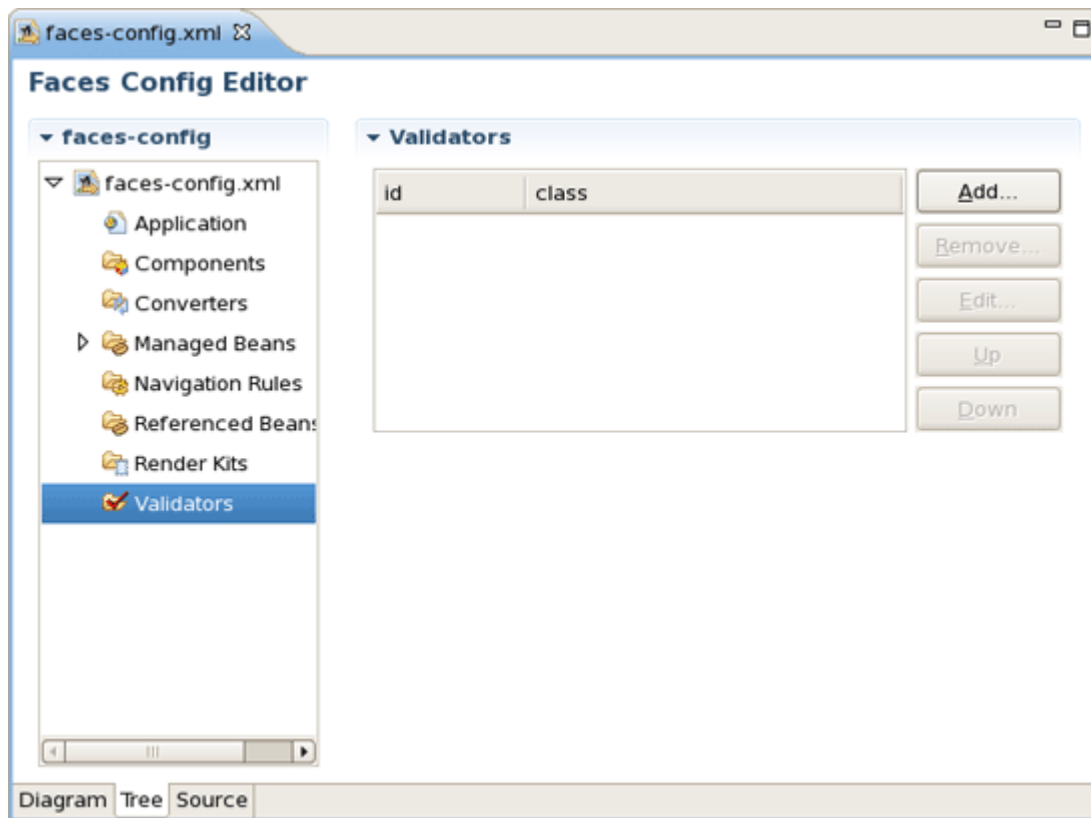 faces-config.xml
Faces Config Editor
faces-config
faces-config.xml
Application
Components
Converters
Managed Beans
Navigation Rules
Referenced Beans
Render Kits
Validators
Validators
id class
Add...
Remove...
Edit...
Up
Down
Diagram Tree Source